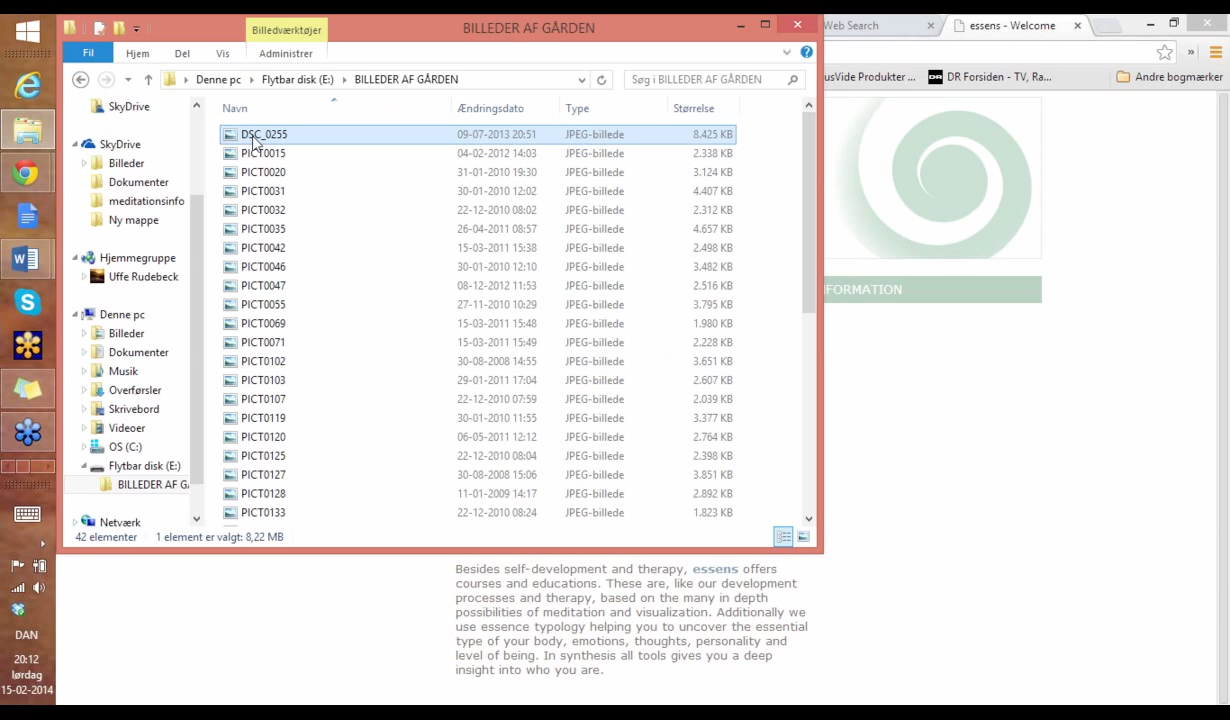 Billedværktøjer
BILLEDER AF GÅRDEN
Fil Hjem Del Vis Administrer
Denne pc Flytbar disk (E:) BILLEDER AF GÅRDEN
Søg i BILLEDER AF GÅRDEN
Web Search
essens - Welcome
usVide Produkter ...
DR Forsiden - TV, Ra...
Andre bogmærker
SkyDrive
SkyDrive
Billeder
Dokumenter
meditationsinfo
Ny mappe
Hjemmegruppe
Uffe Rudebeck
Denne pc
Billeder
Dokumenter
Musik
Overførsler
Skrivebord
Videoer
OS (C:)
Flytbar disk (E:)
BILLEDER AF GÅ
Netværk
Navn Ændringsdato Type Størrelse
DSC_0255 09-07-2013 20:51 JPEG-billede 8.425 KB
PICT0015 04-02-2012 14:03 JPEG-billede 2.338 KB
PICT0020 31-01-2010 19:30 JPEG-billede 3.124 KB
PICT0031 30-01-2010 12:02 JPEG-billede 4.407 KB
PICT0032 22-12-2010 08:02 JPEG-billede 2.312 KB
PICT0035 26-04-2011 08:57 JPEG-billede 4.657 KB
PICT0042 15-03-2011 15:38 JPEG-billede 2.498 KB
PICT0046 30-01-2010 12:10 JPEG-billede 3.482 KB
PICT0047 08-12-2012 11:53 JPEG-billede 2.516 KB
PICT0055 27-11-2010 10:29 JPEG-billede 3.795 KB
PICT0069 15-03-2011 15:48 JPEG-billede 1.980 KB
PICT0071 15-03-2011 15:49 JPEG-billede 2.228 KB
PICT0102 30-08-2008 14:55 JPEG-billede 3.651 KB
PICT0103 29-01-2011 17:04 JPEG-billede 2.607 KB
PICT0107 22-12-2010 07:59 JPEG-billede 2.039 KB
PICT0119 30-01-2010 11:55 JPEG-billede 3.377 KB
PICT0120 06-05-2011 12:12 JPEG-billede 2.764 KB
PICT0125 22-12-2010 08:04 JPEG-billede 2.398 KB
PICT0127 30-08-2008 15:06 JPEG-billede 3.851 KB
PICT0128 11-01-2009 14:17 JPEG-billede 2.892 KB
PICT0133 22-12-2010 08:24 JPEG-billede 1.823 KB
42 elementer 1 element er valgt: 8,22 MB
FORMATION
Besides self-development and therapy, essens offers
courses and educations. These are, like our development
processes and therapy, based on the many in depth
possibilities of meditation and visualization. Additionally we
use essence typology helping you to uncover the essential
type of your body, emotions, thoughts, personality and
level of being. In synthesis all tools gives you a deep
insight into who you are.
DAN
20:12
lørdag
15-02-2014